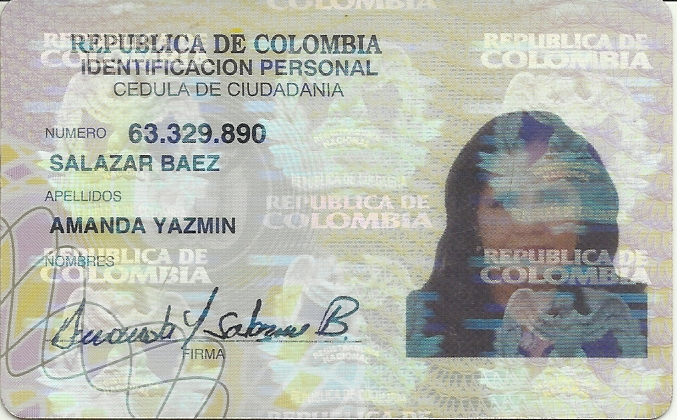 REPUBLICA DE COLOMBIA
IDENTIFICACION PERSONAL
CEDULA DE CIUDADANIA
NUMERO 63.329.890
SALAZAR BAEZ
APELLIDOS
AMANDA YAZMIN
NOMBRES
Amanda Y Salazar B.
FIRMA
COLOMBIA
REPUBLICA DE
COLOMBIA
REPUBLICA DE
COLOMBIA
REPUBLICA DE
COLOMBIA
REPUBLICA DE
COLOMBIA
REPUBLICA DE
COLOMBIA